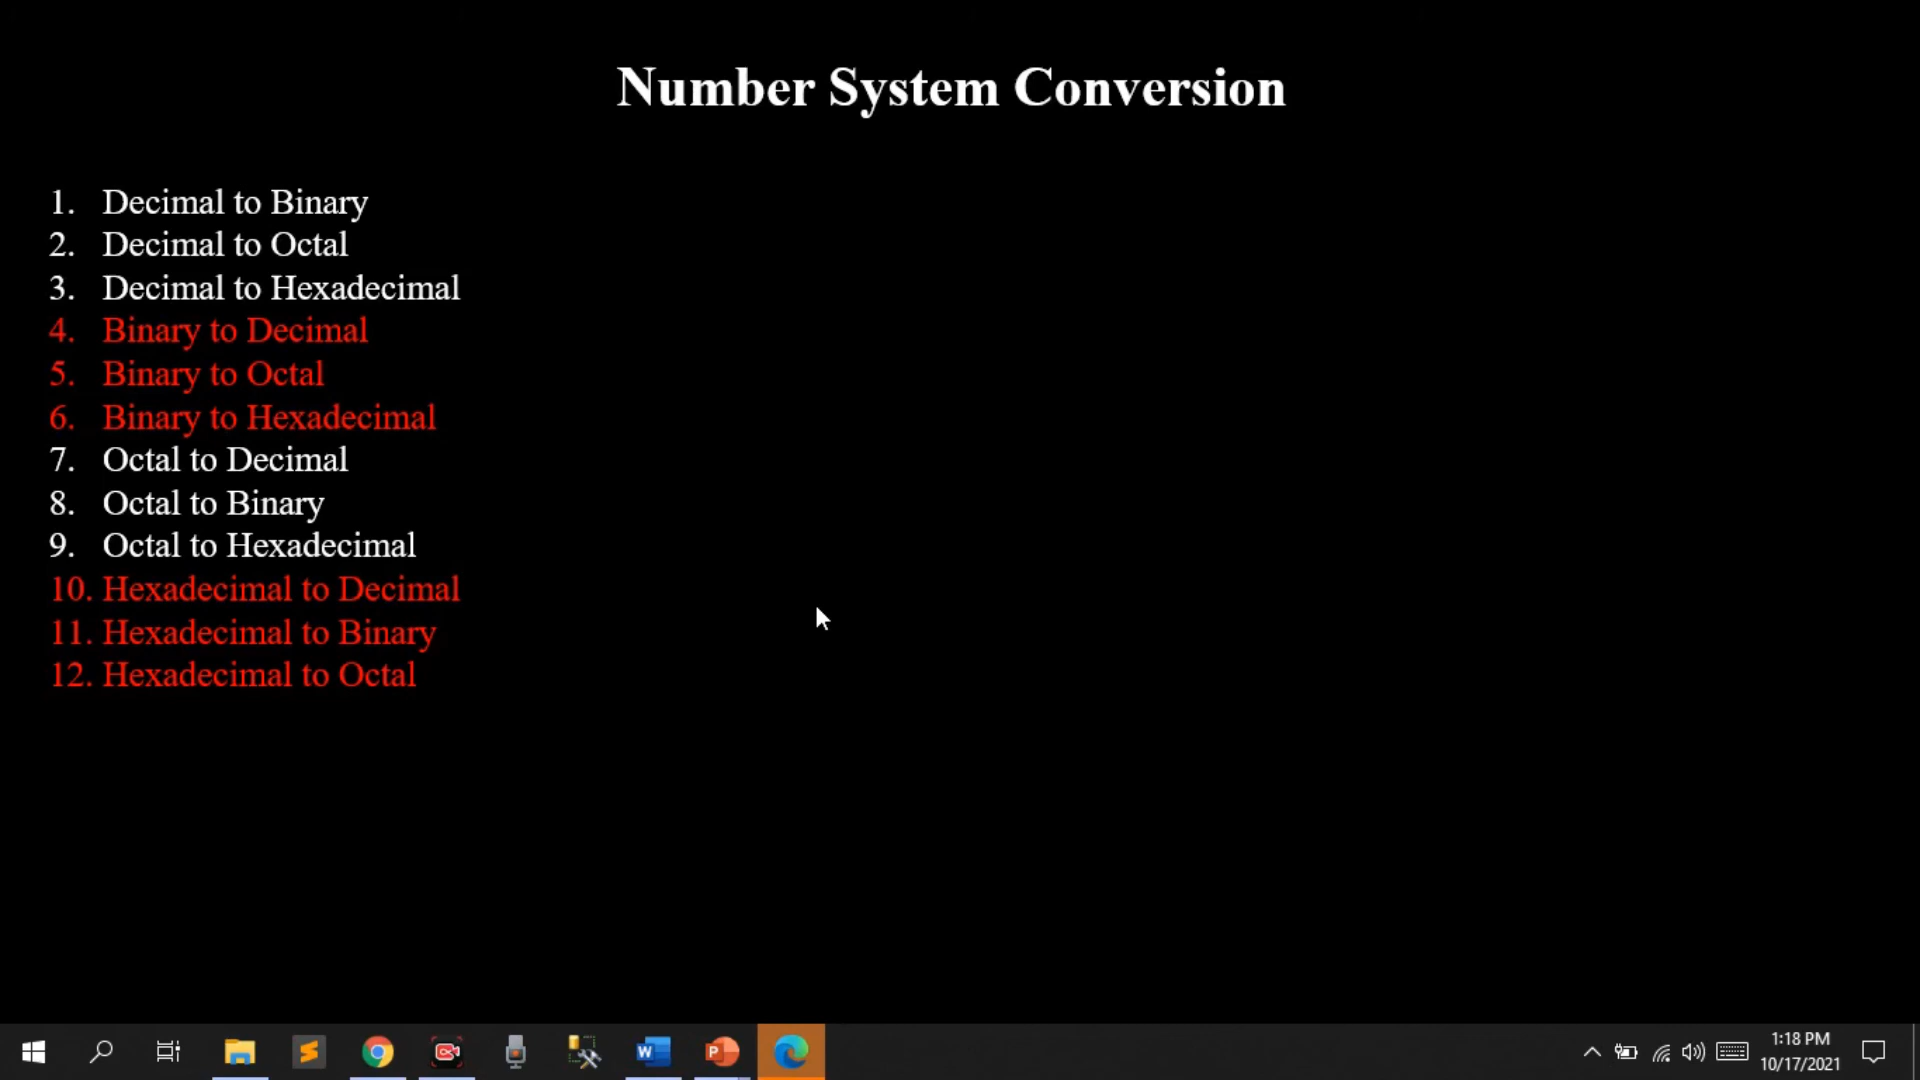 Number System Conversion
1. Decimal to Binary
2. Decimal to Octal
3. Decimal to Hexadecimal
4. Binary to Decimal
5. Binary to Octal
6. Binary to Hexadecimal
7. Octal to Decimal
8. Octal to Binary
9. Octal to Hexadecimal
10. Hexadecimal to Decimal
11. Hexadecimal to Binary
12. Hexadecimal to Octal
1:18 PM
10/17/2021